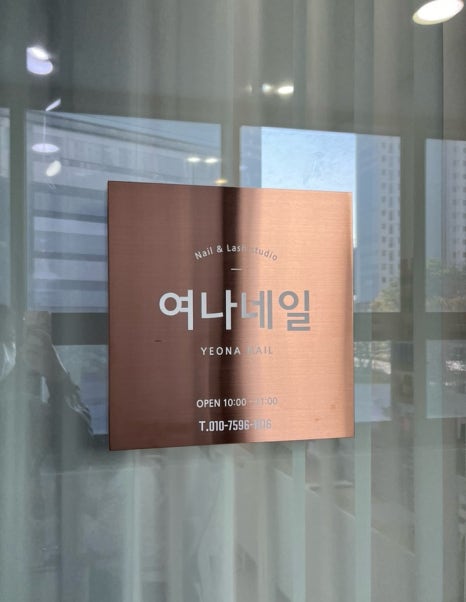 Nail & Lash studio
여나네일
YEONA NAIL
OPEN 10:00 -
T.010-7596-